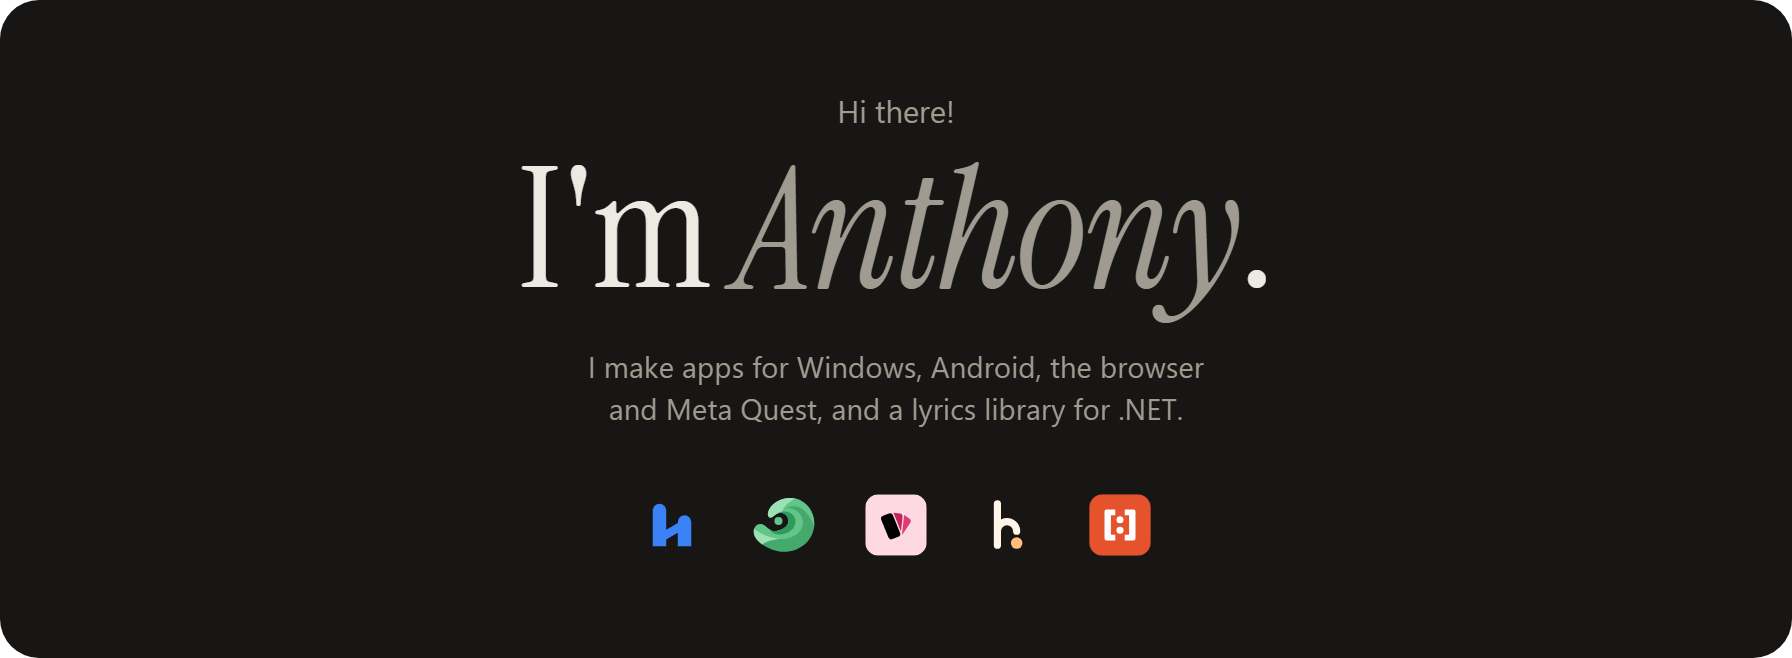 Hi there!
I'm Anthony.
I make apps for Windows, Android, the browser
and Meta Quest, and a lyrics library for .NET.